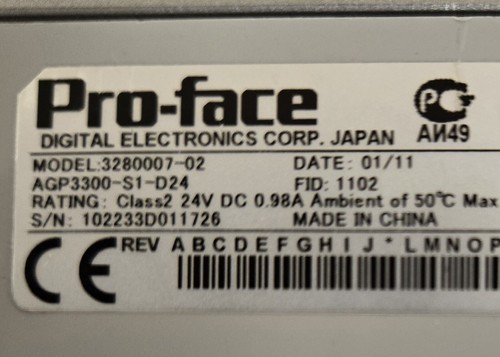 Pro-face
PC
DIGITAL ELECTRONICS CORP. JAPAN
АИ49
MODEL:3280007-02 DATE: 01/11
AGP3300-S1-D24 FID: 1102
RATING: Class2 24V DC 0.98A Ambient of 50℃ Max
S/N: 102233D011726 MADE IN CHINA
CE REV A B C D E F G H I J * L M N O P